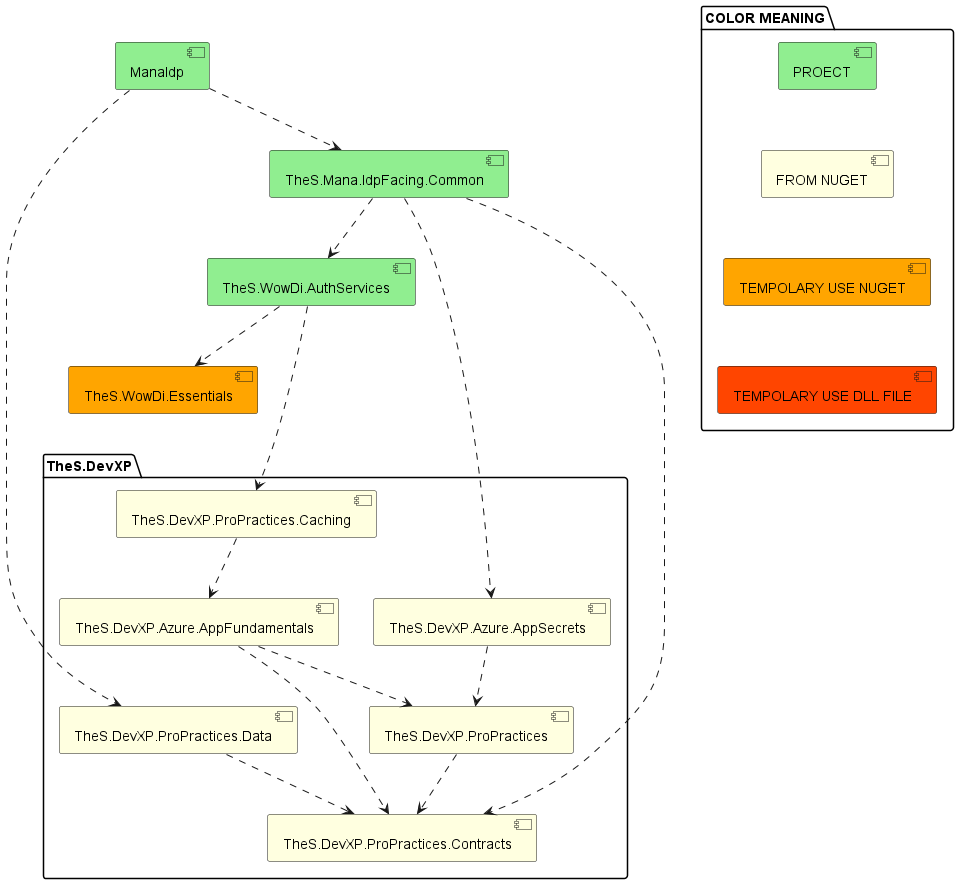 COLOR MEANING
ManaIdp
PROECT
TheS.Mana.IdpFacing.Common
FROM NUGET
TheS.WowDi.AuthServices
TEMPOLARY USE NUGET
TheS.WowDi.Essentials
TEMPOLARY USE DLL FILE
TheS.DevXP
TheS.DevXP.ProPractices.Caching
TheS.DevXP.Azure.AppFundamentals
TheS.DevXP.Azure.AppSecrets
TheS.DevXP.ProPractices.Data
TheS.DevXP.ProPractices
TheS.DevXP.ProPractices.Contracts